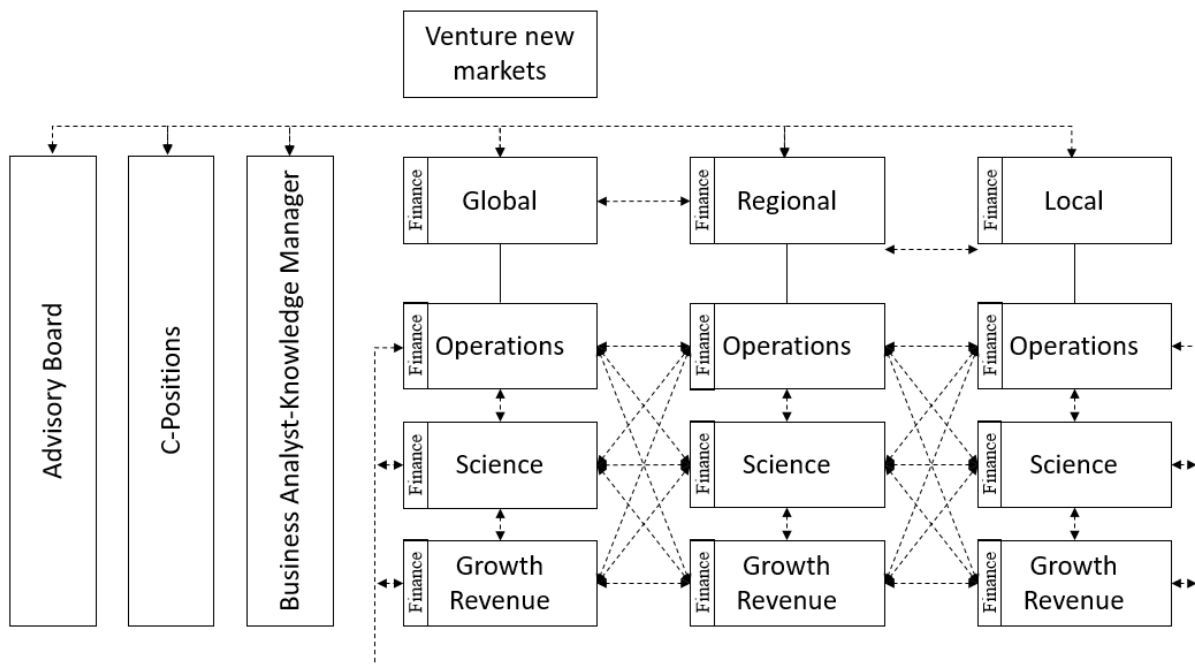 Venture new
markets
Advisory Board
C-Positions
Business Analyst-Knowledge Manager
Finance
Global
Finance
Regional
Finance
Local
Finance
Operations
Finance
Operations
Finance
Operations
Finance
Science
Finance
Science
Finance
Science
Finance
Growth
Revenue
Finance
Growth
Revenue
Finance
Growth
Revenue